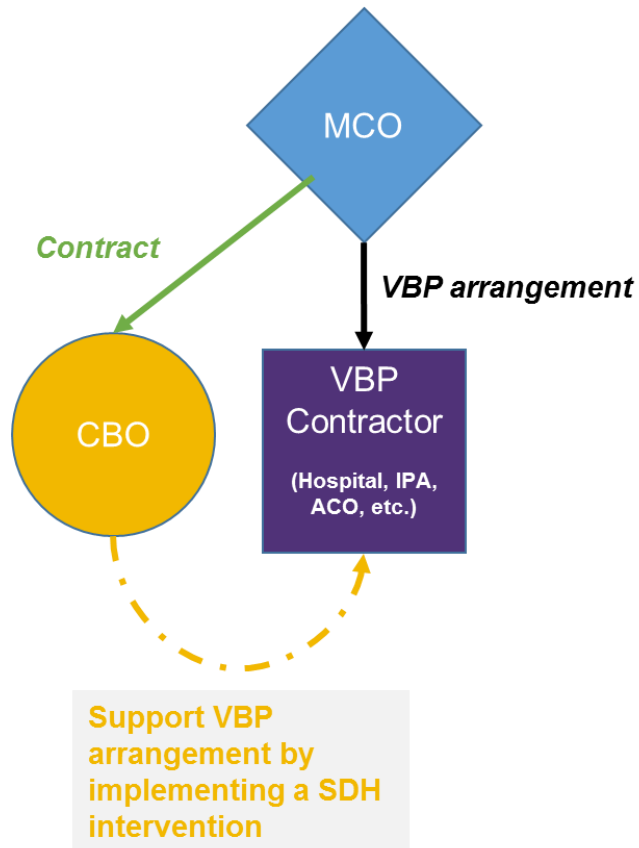 MCO
Contract
VBP arrangement
VBP
Contractor
(Hospital, IPA,
ACO, etc.)
CBO
Support VBP
arrangement by
implementing a SDH
intervention